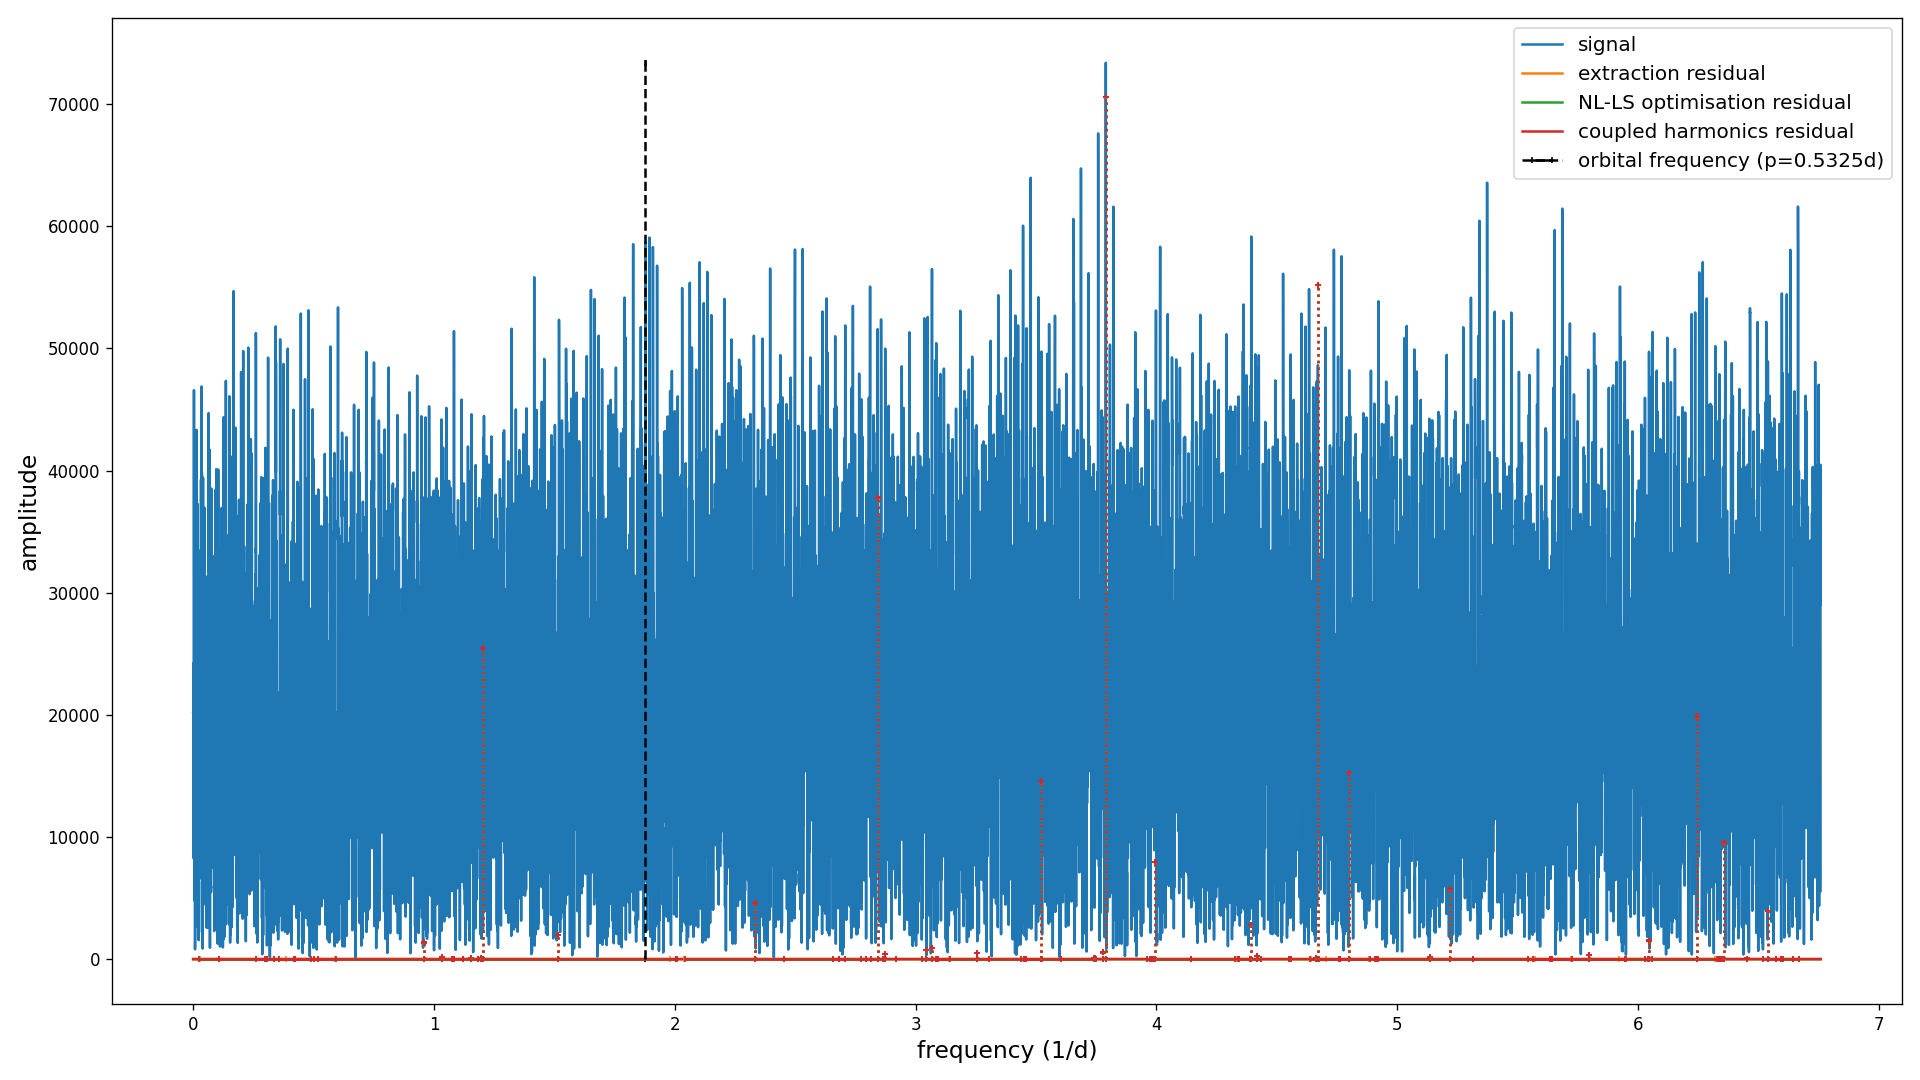 signal
extraction residual
NL-LS optimisation residual
coupled harmonics residual
orbital frequency (p=0.5325d)
amplitude
70000
60000
50000
40000
30000
20000
10000
0
0 1 2 3 4 5 6 7
frequency (1/d)